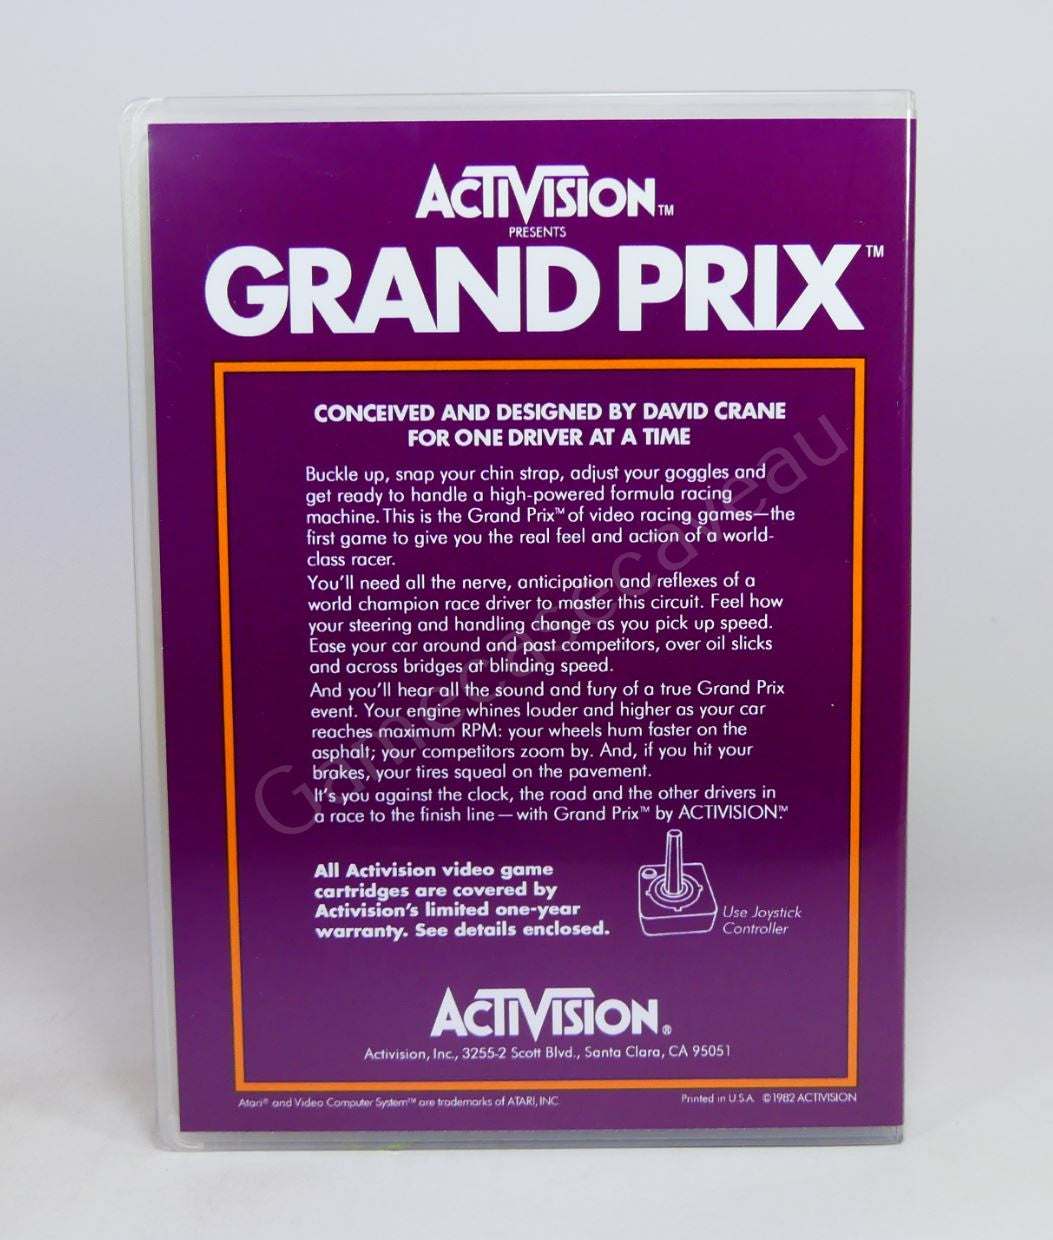 ACTIVISION™
PRESENTS
GRAND PRIX™
CONCEIVED AND DESIGNED BY DAVID CRANE
FOR ONE DRIVER AT A TIME
Buckle up, snap your chin strap, adjust your goggles and
get ready to handle a high-powered formula racing
machine. This is the Grand Prix™ of video racing games—the
first game to give you the real feel and action of a world-
class racer.
You'll need all the nerve, anticipation and reflexes of a
world champion race driver to master this circuit. Feel how
your steering and handling change as you pick up speed.
Ease your car around and past competitors, over oil slicks
and across bridges at blinding speed.
And you'll hear all the sound and fury of a true Grand Prix
event. Your engine whines louder and higher as your car
reaches maximum RPM: your wheels hum faster on the
asphalt; your competitors zoom by. And, if you hit your
brakes, your tires squeal on the pavement.
It's you against the clock, the road and the other drivers in
a race to the finish line—with Grand Prix™ by ACTIVISION.™
All Activision video game
cartridges are covered by
Activision's limited one-year
warranty. See details enclosed.
Use Joystick
Controller
ACTIVISION®
Activision, Inc., 3255-2 Scott Blvd., Santa Clara, CA 95051
Atari® and Video Computer System™ are trademarks of ATARI, INC.
Printed in U.S.A. ©1982 ACTIVISION
Gamecasecaveau